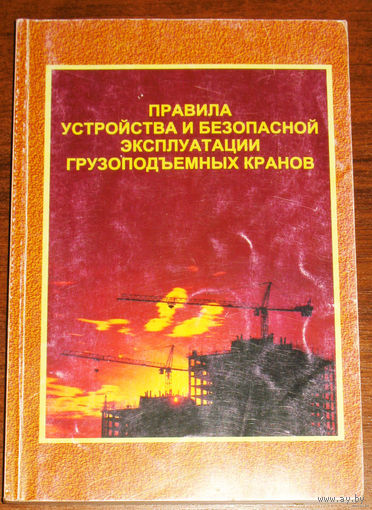 ПРАВИЛА
УСТРОЙСТВА И БЕЗОПАСНОЙ
ЭКСПЛУАТАЦИИ
ГРУЗОПОДЪЕМНЫХ КРАНОВ
www.ay.by